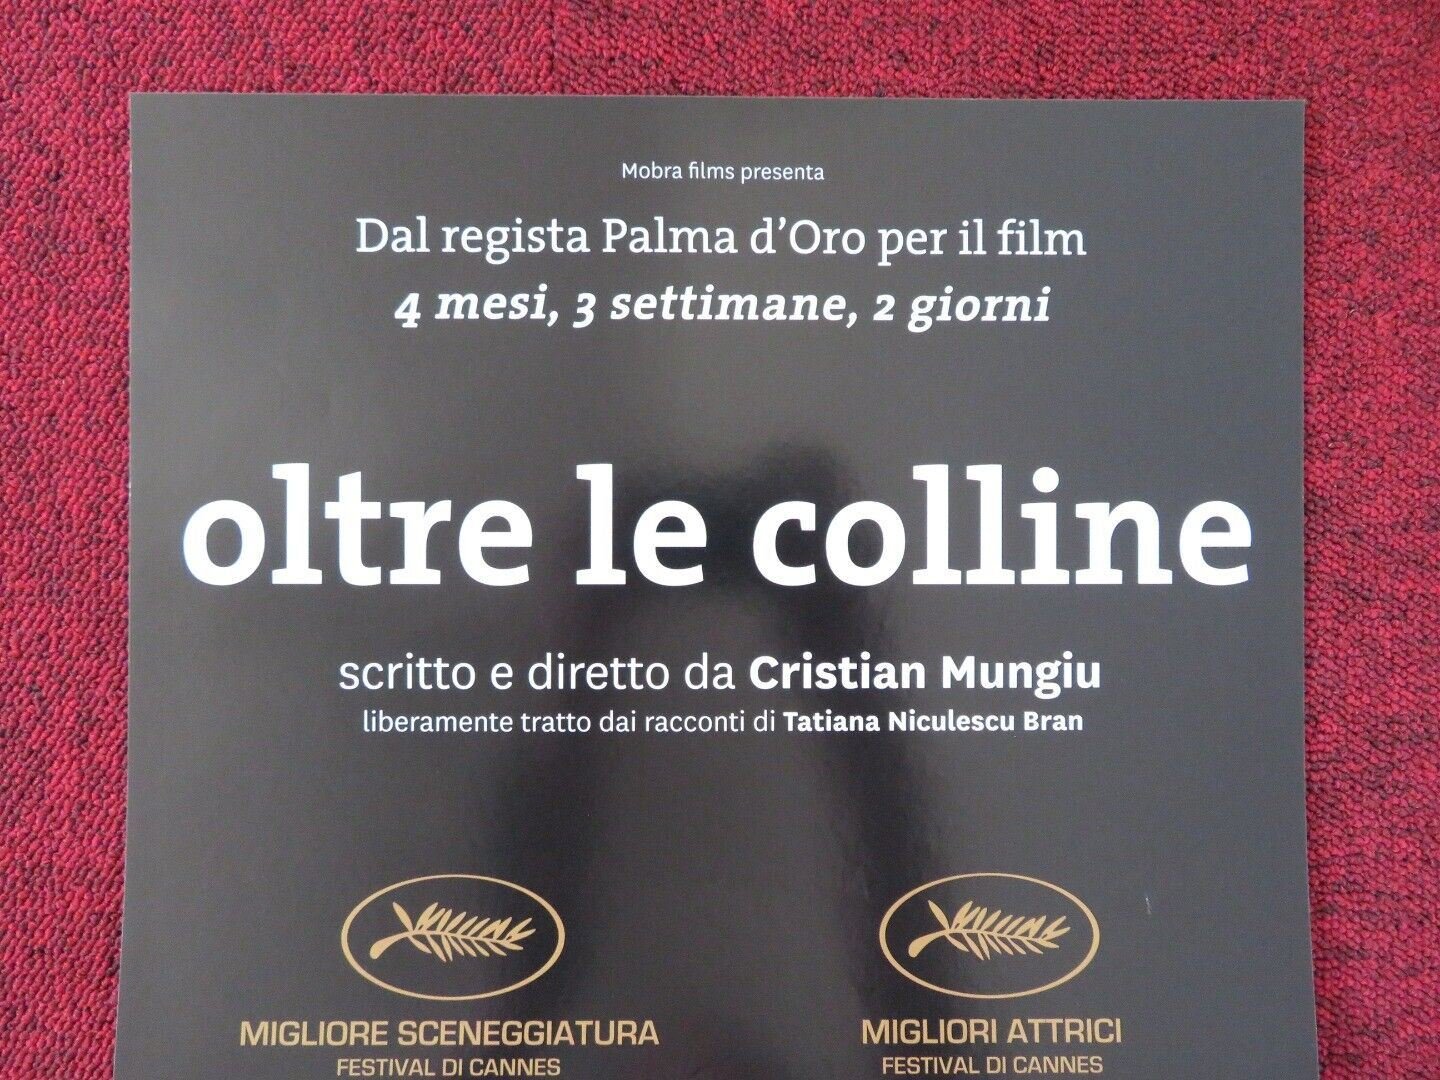 Mobra films presenta
Dal regista Palma d'Oro per il film
4 mesi, 3 settimane, 2 giorni
oltre le colline
scritto e diretto da Cristian Mungiu
liberamente tratto dai racconti di Tatiana Niculescu Bran
MIGLIORE SCENEGGIATURA
FESTIVAL DI CANNES
MIGLIORI ATTRICI
FESTIVAL DI CANNES